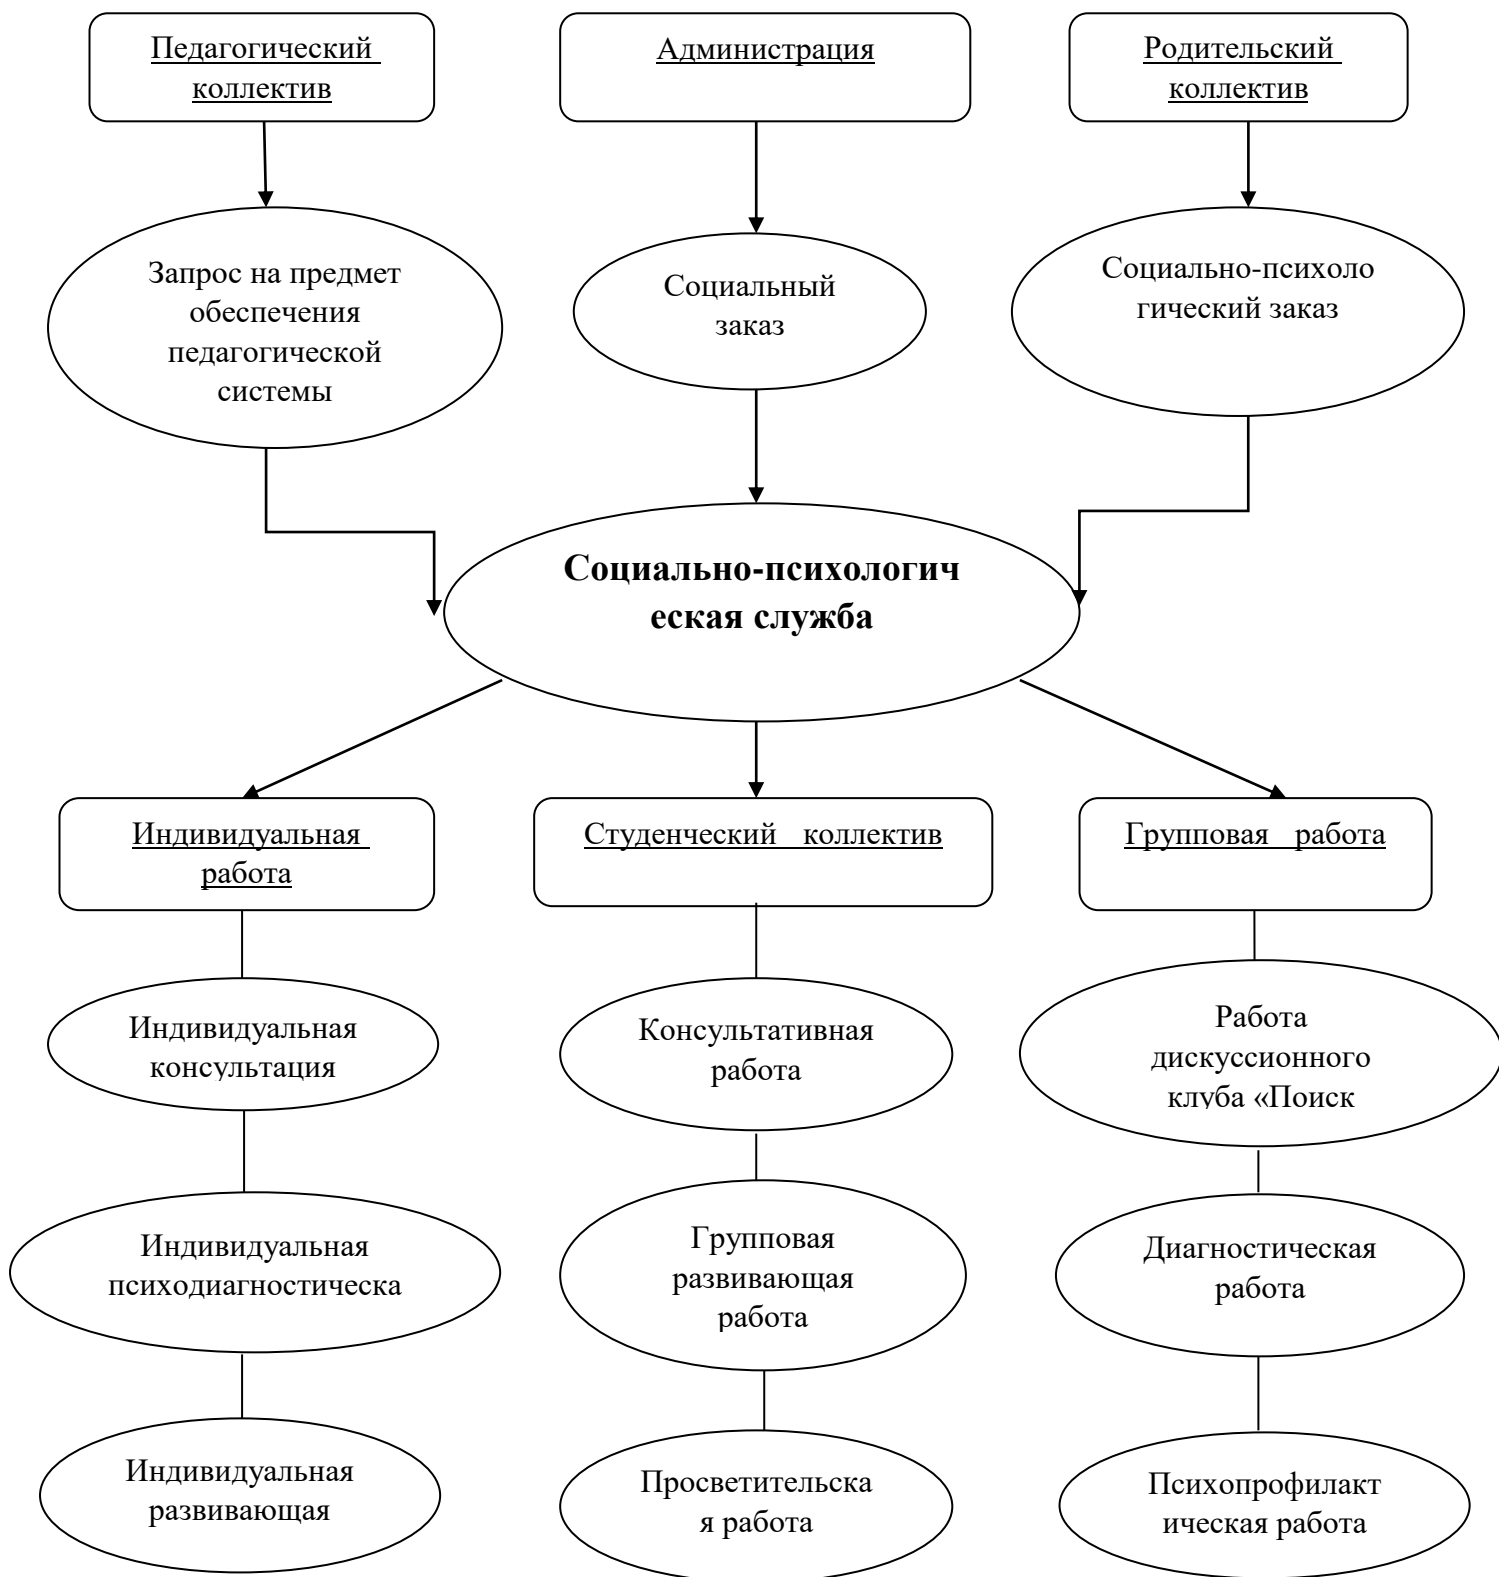 Педагогический
коллектив
Администрация
Родительский
коллектив
Запрос на предмет
обеспечения
педагогической
системы
Социальный
заказ
Социально-психоло
гический заказ
Социально-психологич
еская служба
Индивидуальная
работа
Студенческий коллектив
Групповая работа
Индивидуальная
консультация
Консультативная
работа
Работа
дискуссионного
клуба «Поиск
Индивидуальная
психодиагностическа
Групповая
развивающая
работа
Диагностическая
работа
Индивидуальная
развивающая
Просветительска
я работа
Психопрофилакт
ическая работа